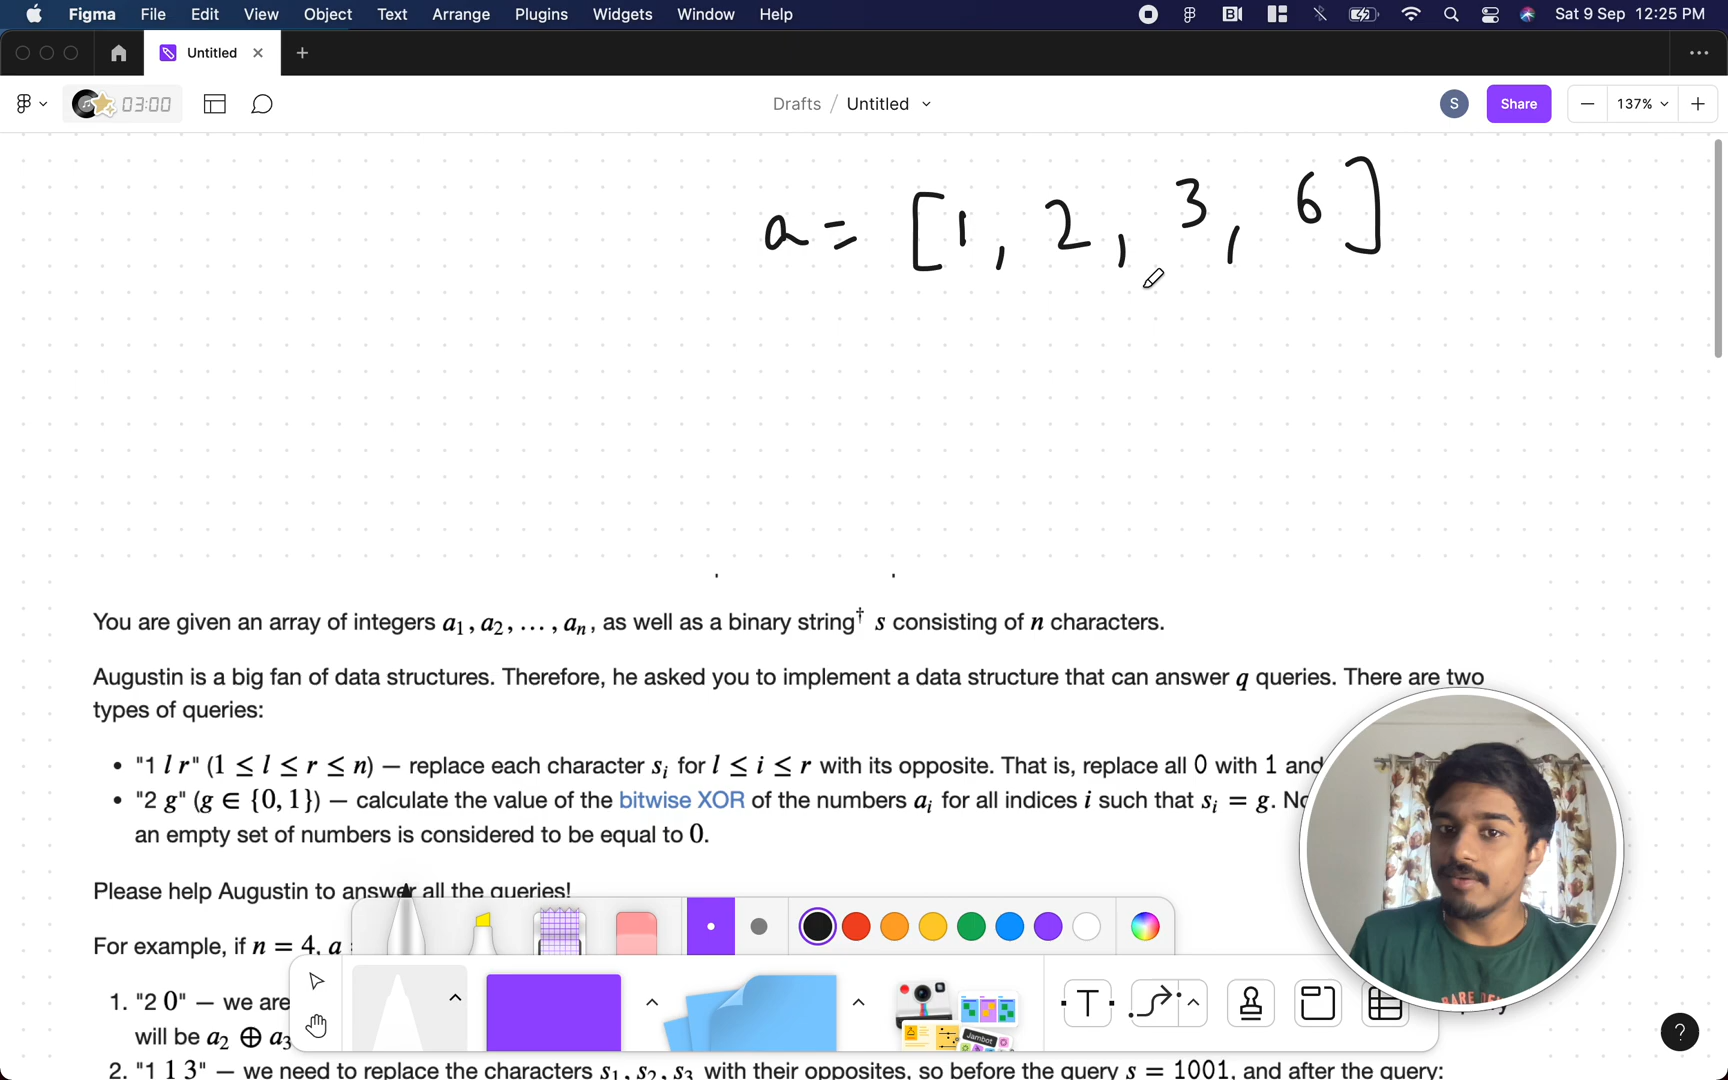 Figma File Edit View Object Text Arrange Plugins Widgets Window Help Sat 9 Sep 12:25 PM
Untitled
03:00 Drafts / Untitled S Share 137%
a = [1, 2, 3, 6]
You are given an array of integers a₁, a₂, …, aₙ, as well as a binary string† s consisting of n characters.
Augustin is a big fan of data structures. Therefore, he asked you to implement a data structure that can answer q queries. There are two
types of queries:
• "1 l r" (1 ≤ l ≤ r ≤ n) — replace each character sᵢ for l ≤ i ≤ r with its opposite. That is, replace all 0 with 1 and
• "2 g" (g ∈ {0, 1}) — calculate the value of the bitwise XOR of the numbers aᵢ for all indices i such that sᵢ = g.
an empty set of numbers is considered to be equal to 0.
Please help Augustin to answer all the queries!
For example, if n = 4, a
1. "2 0" — we are
will be a₂ ⊕ a₃
2. "1 1 3" — we need to replace the characters s₁, s₂, s₃ with their opposites, so before the query s = 1001, and after the query:
T
Jambot
?